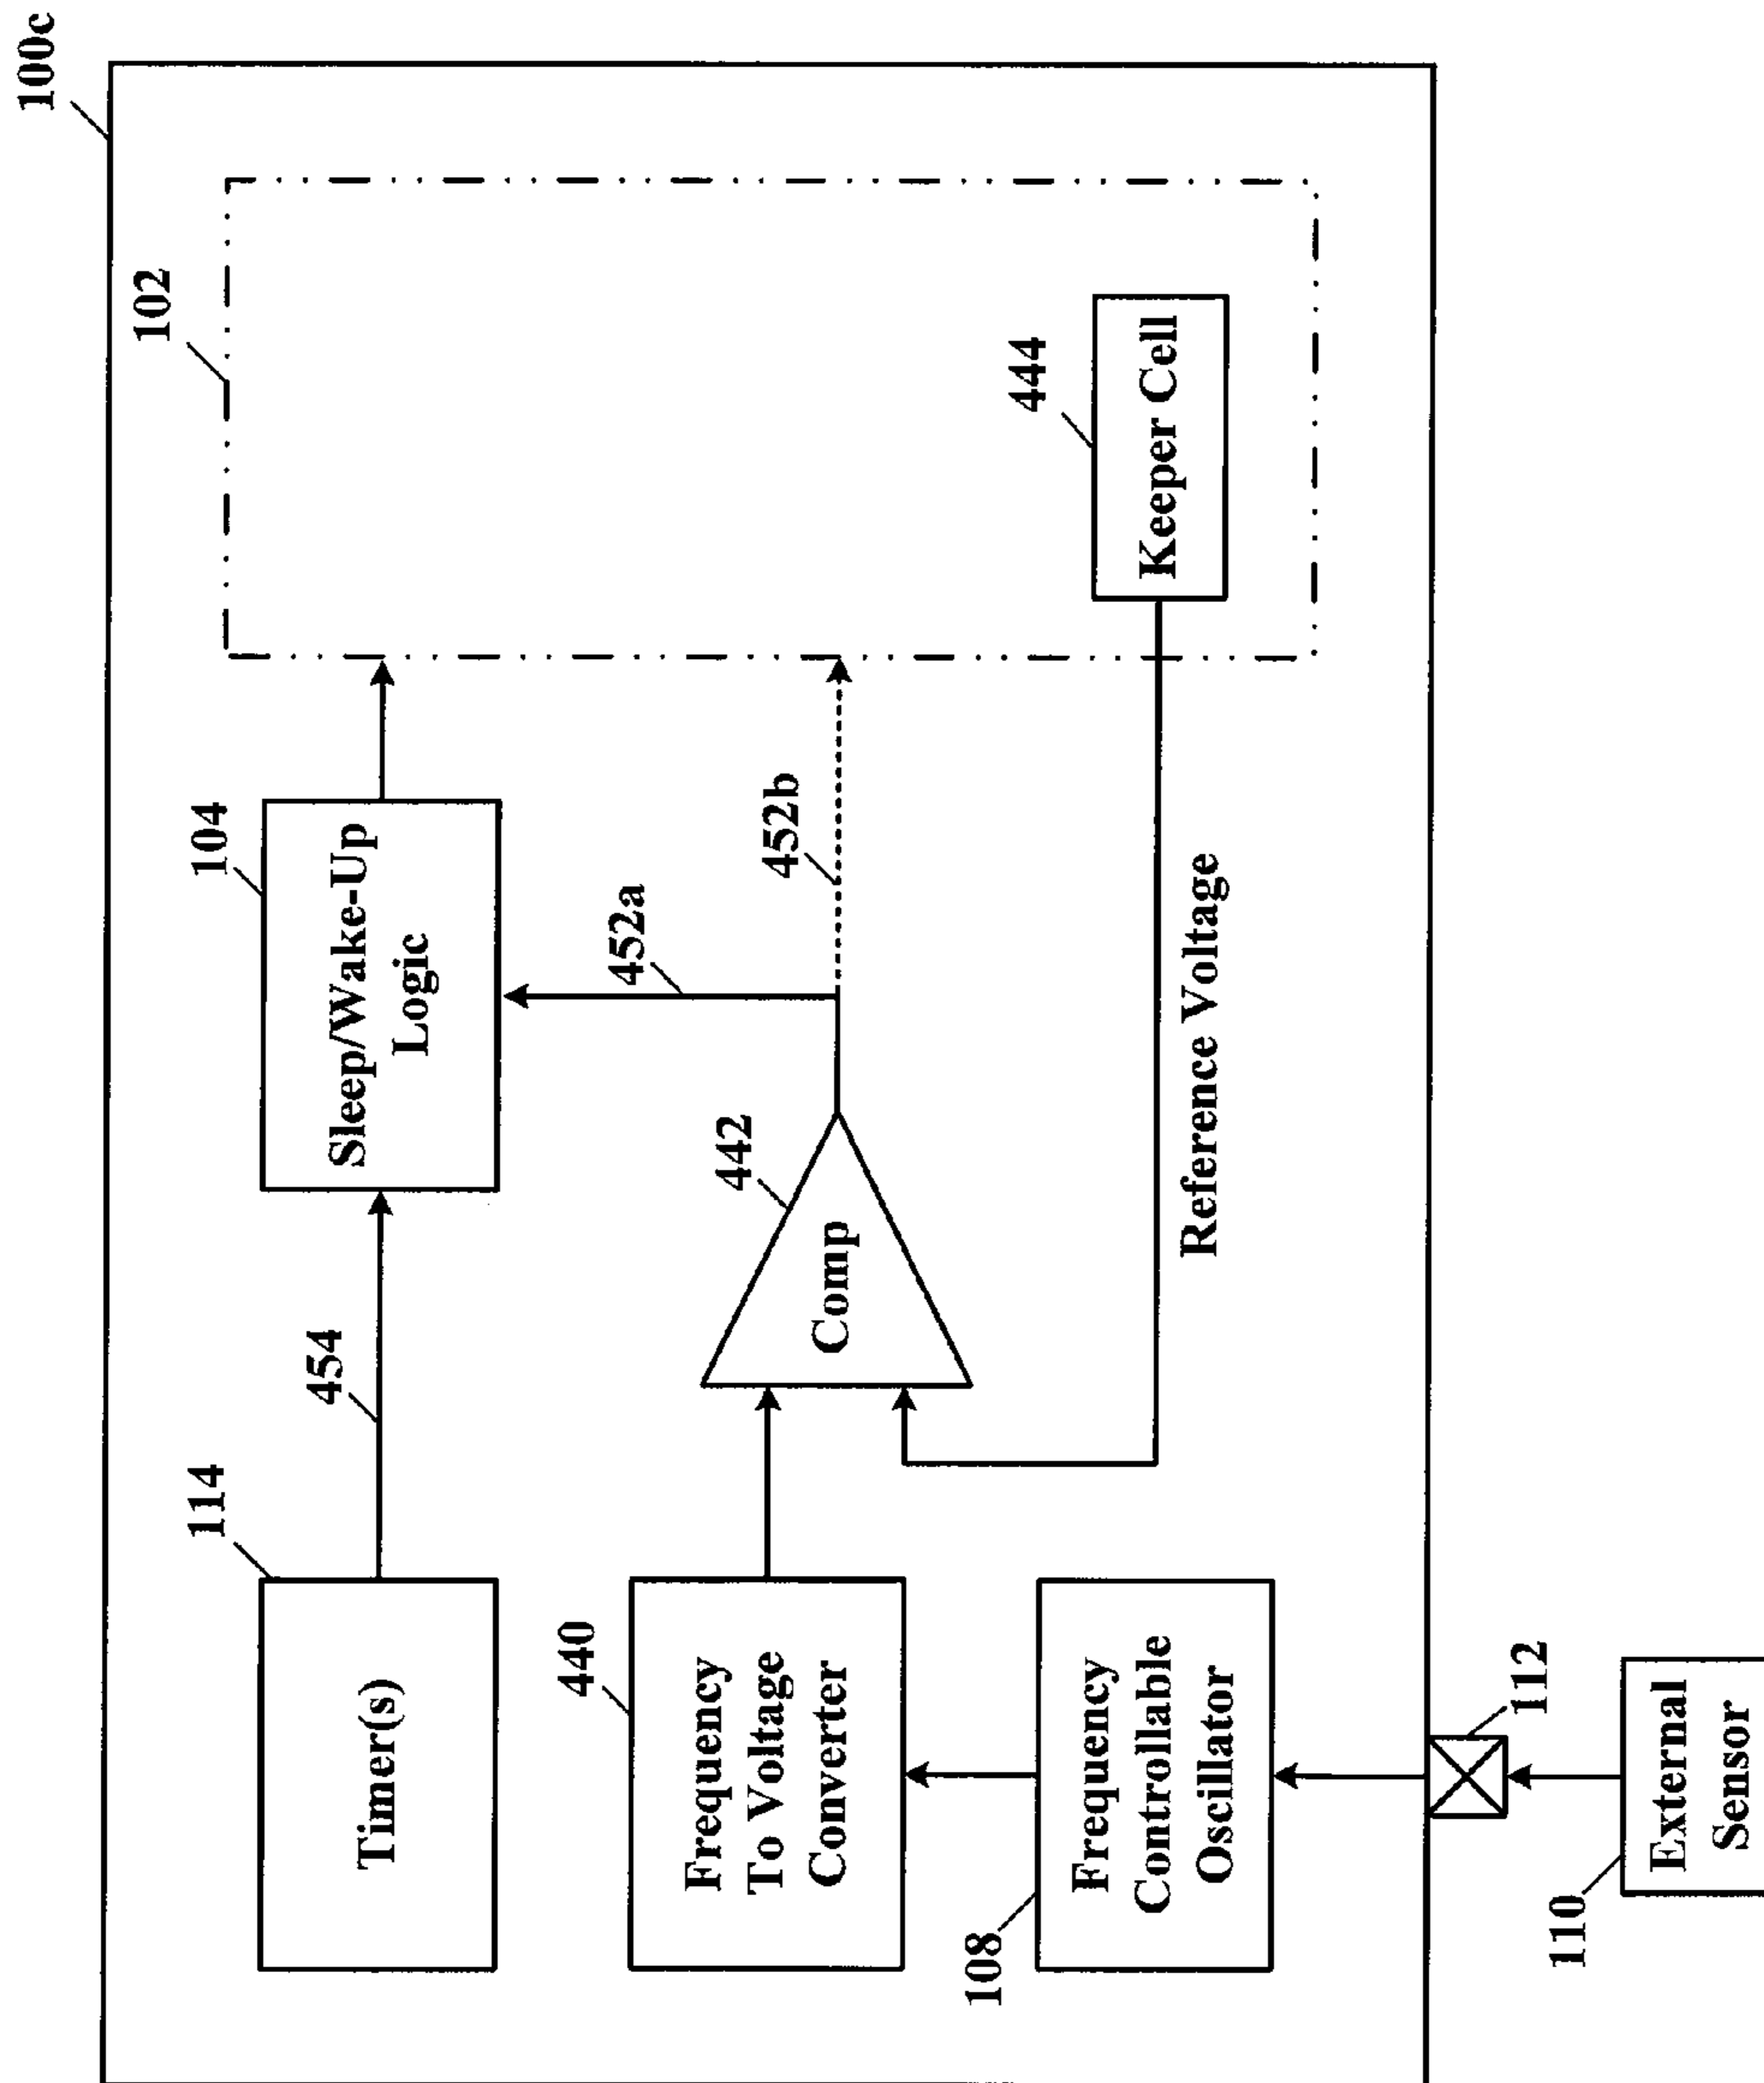 100c
102
104
Sleep/Wake-Up
Logic
454
114
Timer(s)
452a
452b
444
Keeper Cell
442
Comp
440
Frequency
To Voltage
Converter
Reference Voltage
108
Frequency
Controllable
Oscillator
112
110
External
Sensor